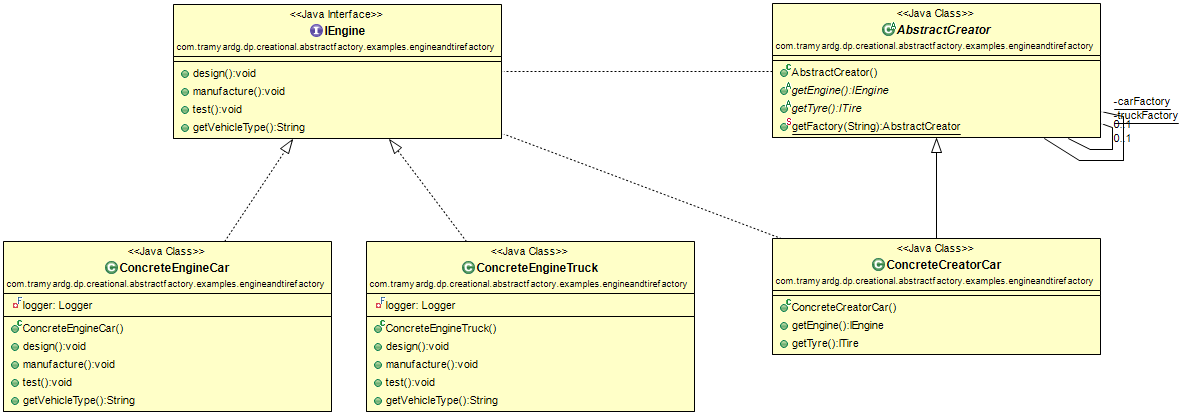 <<Java Interface>>
IEngine
com.tramyardg.dp.creational.abstractfactory.examples.engineandtirefactory
design():void
manufacture():void
test():void
getVehicleType():String
<<Java Class>>
AbstractCreator
com.tramyardg.dp.creational.abstractfactory.examples.engineandtirefactory
AbstractCreator()
getEngine():IEngine
getTyre():ITire
getFactory(String):AbstractCreator
-carFactory
-truckFactory
0..1
0..1
<<Java Class>>
ConcreteEngineCar
com.tramyardg.dp.creational.abstractfactory.examples.engineandtirefactory
logger: Logger
ConcreteEngineCar()
design():void
manufacture():void
test():void
getVehicleType():String
<<Java Class>>
ConcreteEngineTruck
com.tramyardg.dp.creational.abstractfactory.examples.engineandtirefactory
logger: Logger
ConcreteEngineTruck()
design():void
manufacture():void
test():void
getVehicleType():String
<<Java Class>>
ConcreteCreatorCar
com.tramyardg.dp.creational.abstractfactory.examples.engineandtirefactory
ConcreteCreatorCar()
getEngine():IEngine
getTyre():ITire